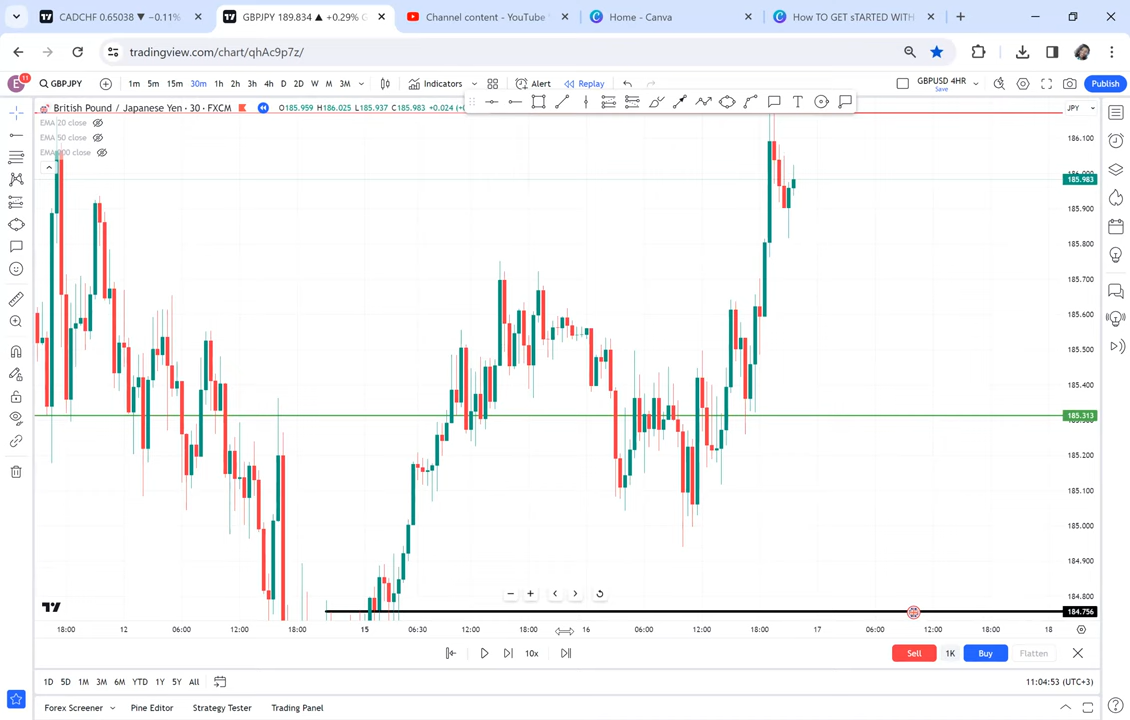 CADCHF 0.65038 ▼ −0.11%
GBPJPY 189.834 ▲ +0.29% G
Channel content - YouTube
Home - Canva
How TO GET sTARTED WITH
tradingview.com/chart/qhAc9p7z/
E 11
GBPJPY
1m 5m 15m 30m 1h 2h 3h 4h D 2D W M 3M
Indicators
Alert
Replay
GBPUSD 4HR
Save
Publish
British Pound / Japanese Yen · 30 · FXCM
O185.959 H186.025 L185.937 C185.983 +0.024
JPY
EMA 20 close
EMA 50 close
EMA 200 close
186.100
185.983
185.900
185.800
185.700
185.600
185.500
185.400
185.313
185.200
185.100
185.000
184.900
184.800
184.756
18:00 12 06:00 12:00 18:00 15 06:30 12:00 18:00 16 06:00 12:00 18:00 17 06:00 12:00 18:00 18
10x
Sell 1K Buy Flatten
1D 5D 1M 3M 6M YTD 1Y 5Y All
11:04:53 (UTC+3)
Forex Screener Pine Editor Strategy Tester Trading Panel